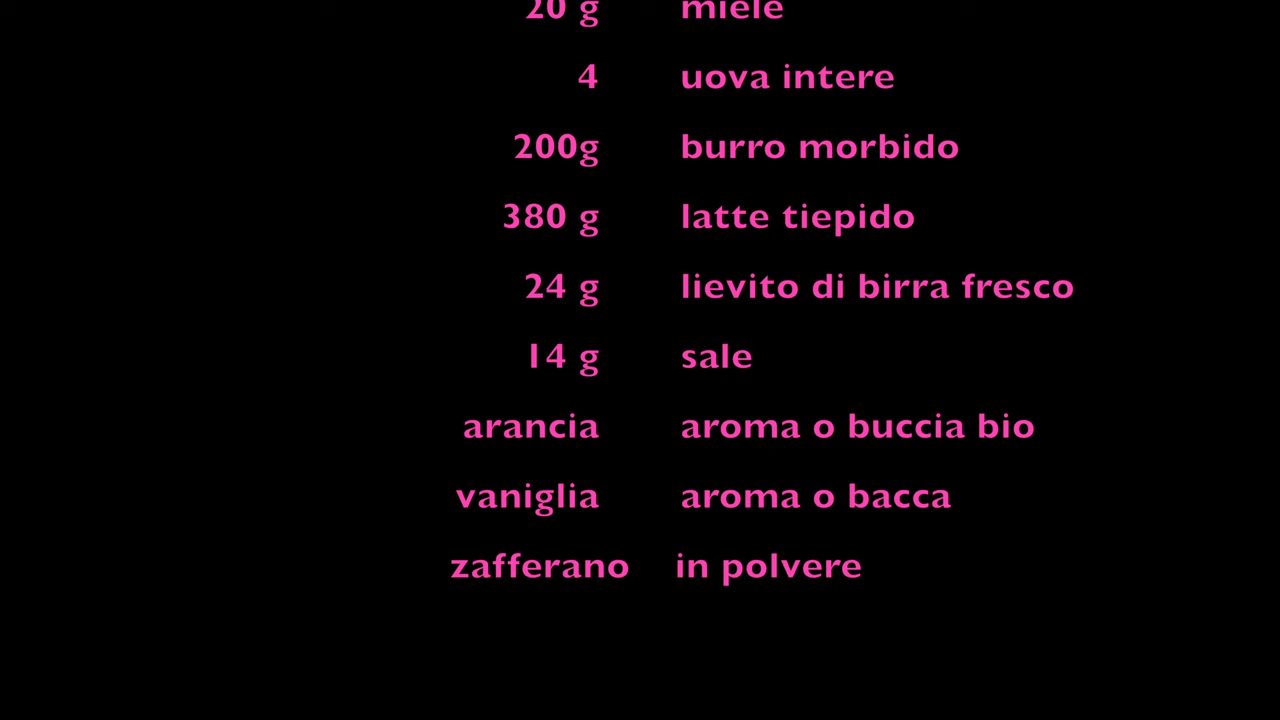 20 g miele
4 uova intere
200g burro morbido
380 g latte tiepido
24 g lievito di birra fresco
14 g sale
arancia aroma o buccia bio
vaniglia aroma o bacca
zafferano in polvere